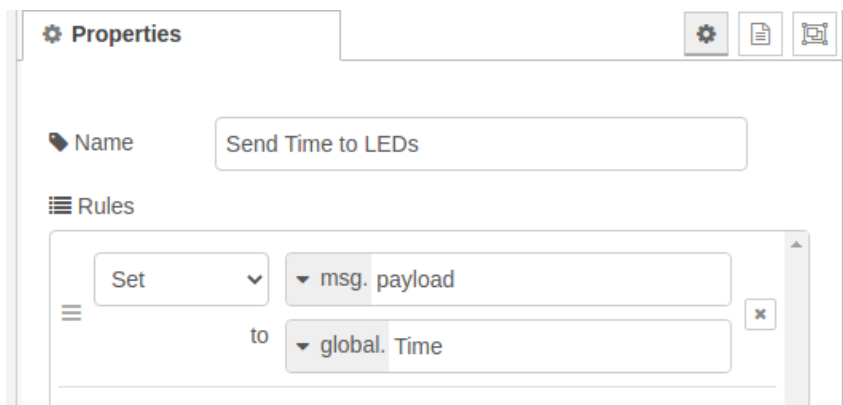 Properties
Name
Send Time to LEDs
Rules
Set
msg. payload
to
global. Time